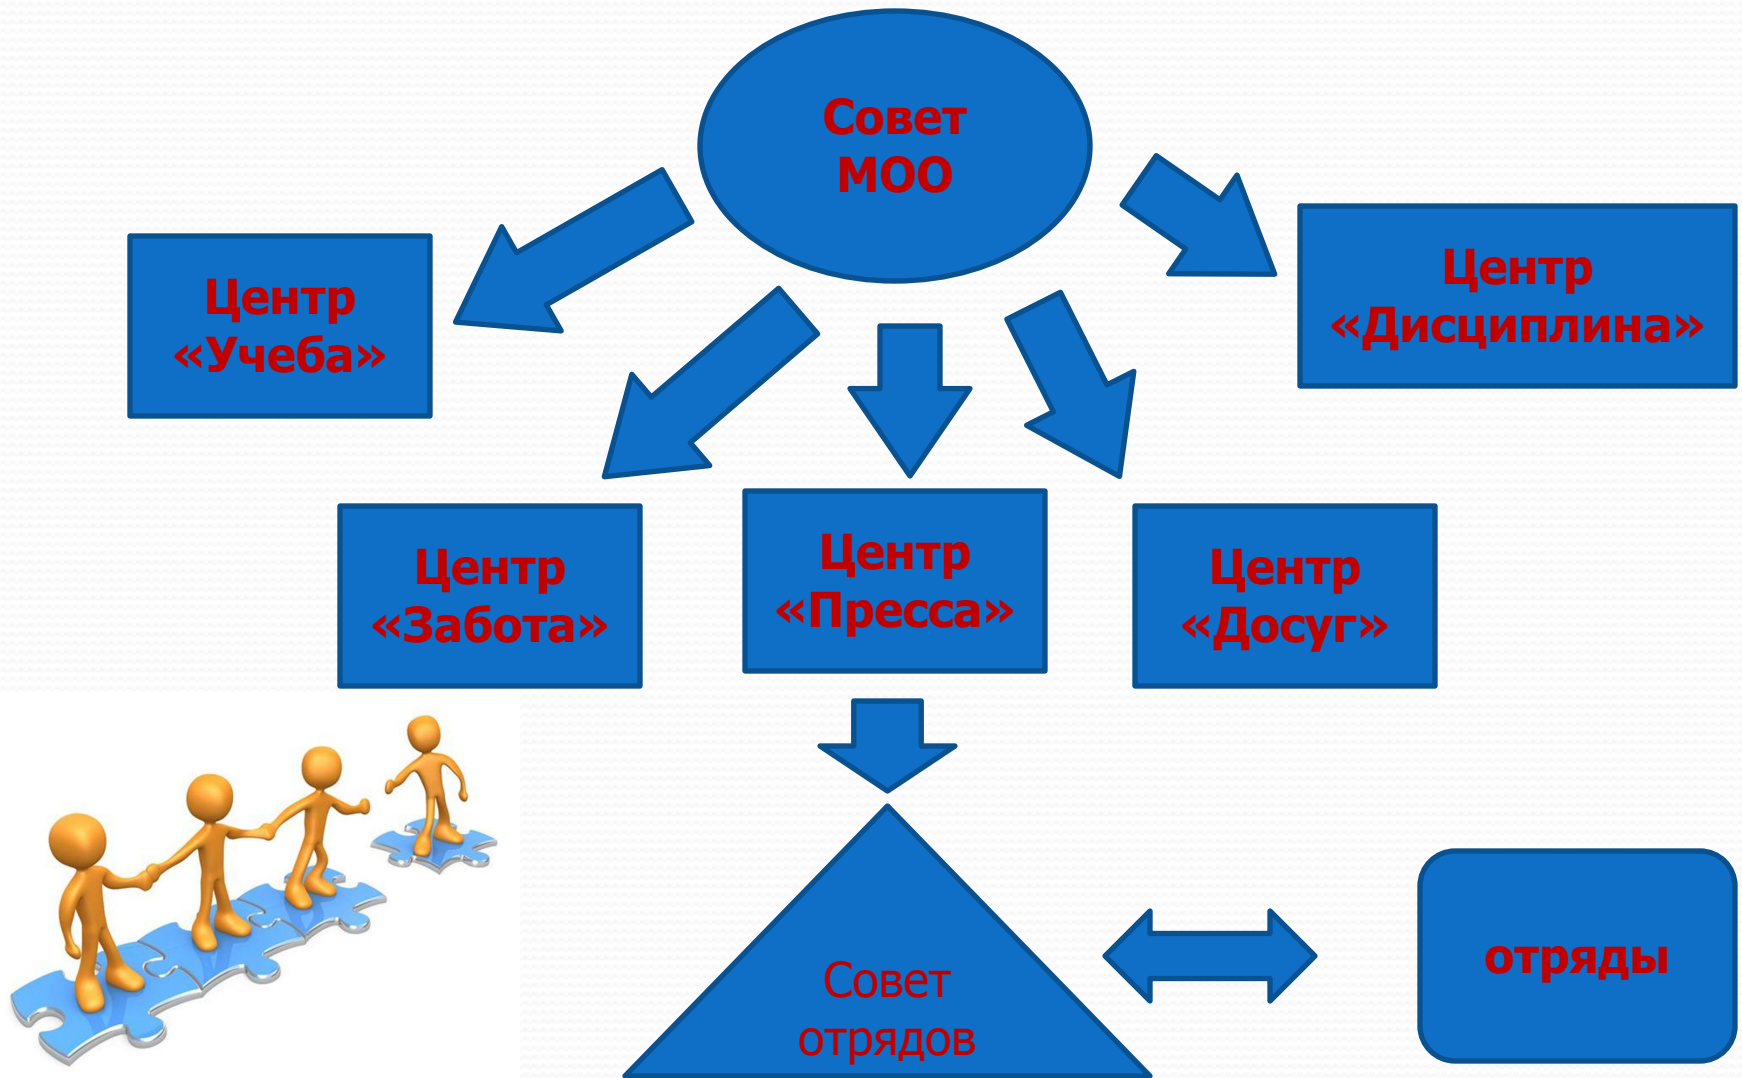 Совет
МОО
Центр
«Учеба»
Центр
«Дисциплина»
Центр
«Забота»
Центр
«Пресса»
Центр
«Досуг»
Совет
отрядов
отряды